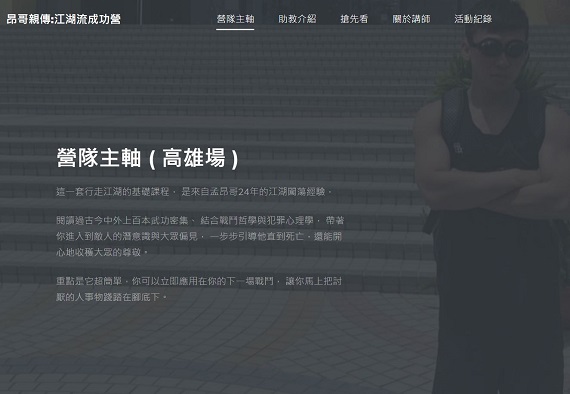 昂哥親傳:江湖流成功營
營隊主軸 助教介紹 搶先看 關於講師 活動紀錄
營隊主軸 ( 高雄場 )
這一套行走江湖的基礎課程， 是來自孟昂哥24年的江湖闖蕩經驗。
閱讀過古今中外上百本武功密集、 結合戰鬥哲學與犯罪心理學， 帶著
你進入到敵人的潛意識與大眾偏見， 一步步引導他直到死亡，還能開
心地收穫大眾的尊敬。
重點是它超簡單，你可以立即應用在你的下一場戰鬥， 讓你馬上把討
厭的人事物踐踏在腳底下。